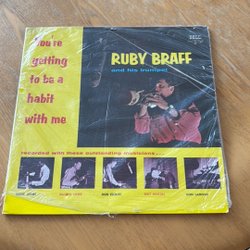 You're
getting
to be a
habit
with me
RUBY BRAFF
and his trumpet
recorded with these outstanding musicians...